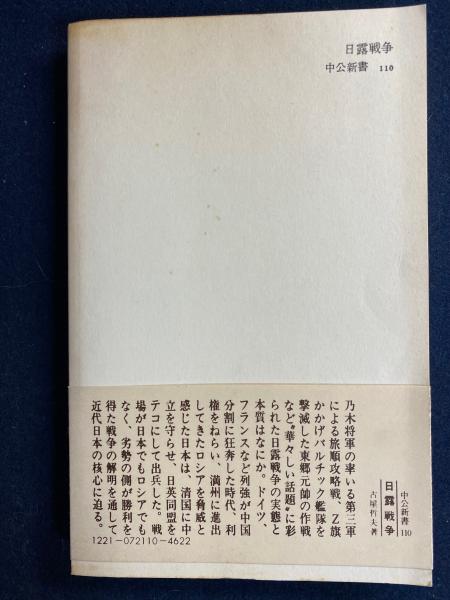 日露戦争
中公新書 110
乃木将軍の率いる第三軍
による旅順攻略戦、Z旗
かかげバルチック艦隊を
撃滅した東郷元帥の作戦
など〝華々しい話題〟に彩
られた日露戦争の実態と
本質はなにか。ドイツ、
フランスなど列強が中国
分割に狂奔した時代、利
権をねらい、満州に進出
してきたロシアを脅威と
感じた日本は、清国に中
立を守らせ、日英同盟を
テコにして出兵した。戦
場が日本でもロシアでも
なく、劣勢の側が勝利を
得た戦争の解明を通して
近代日本の核心に迫る。
1221-072110-4622
中公新書 110
日露戦争
古屋哲夫著